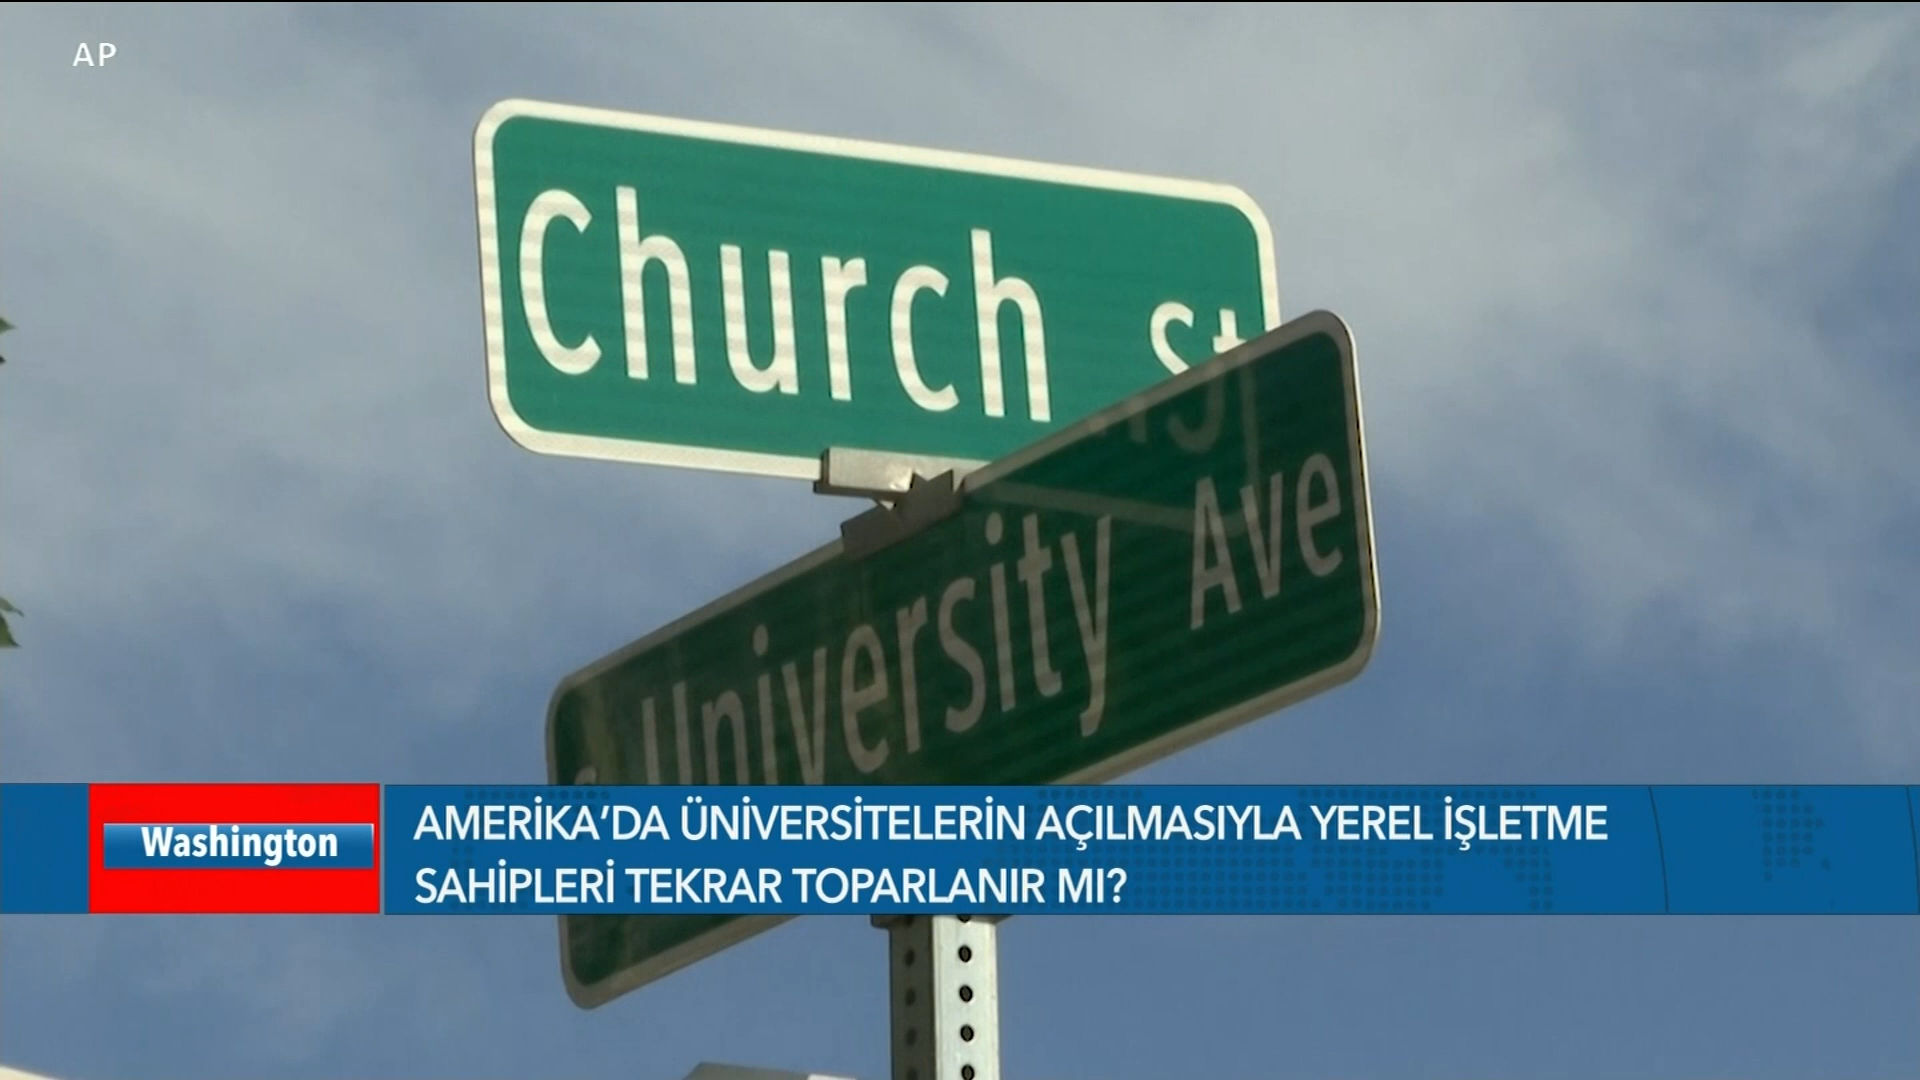 AP
Church St
University Ave
Washington
AMERİKA’DA ÜNİVERSİTELERİN AÇILMASIYLA YEREL İŞLETME
SAHİPLERİ TEKRAR TOPARLANIR MI?